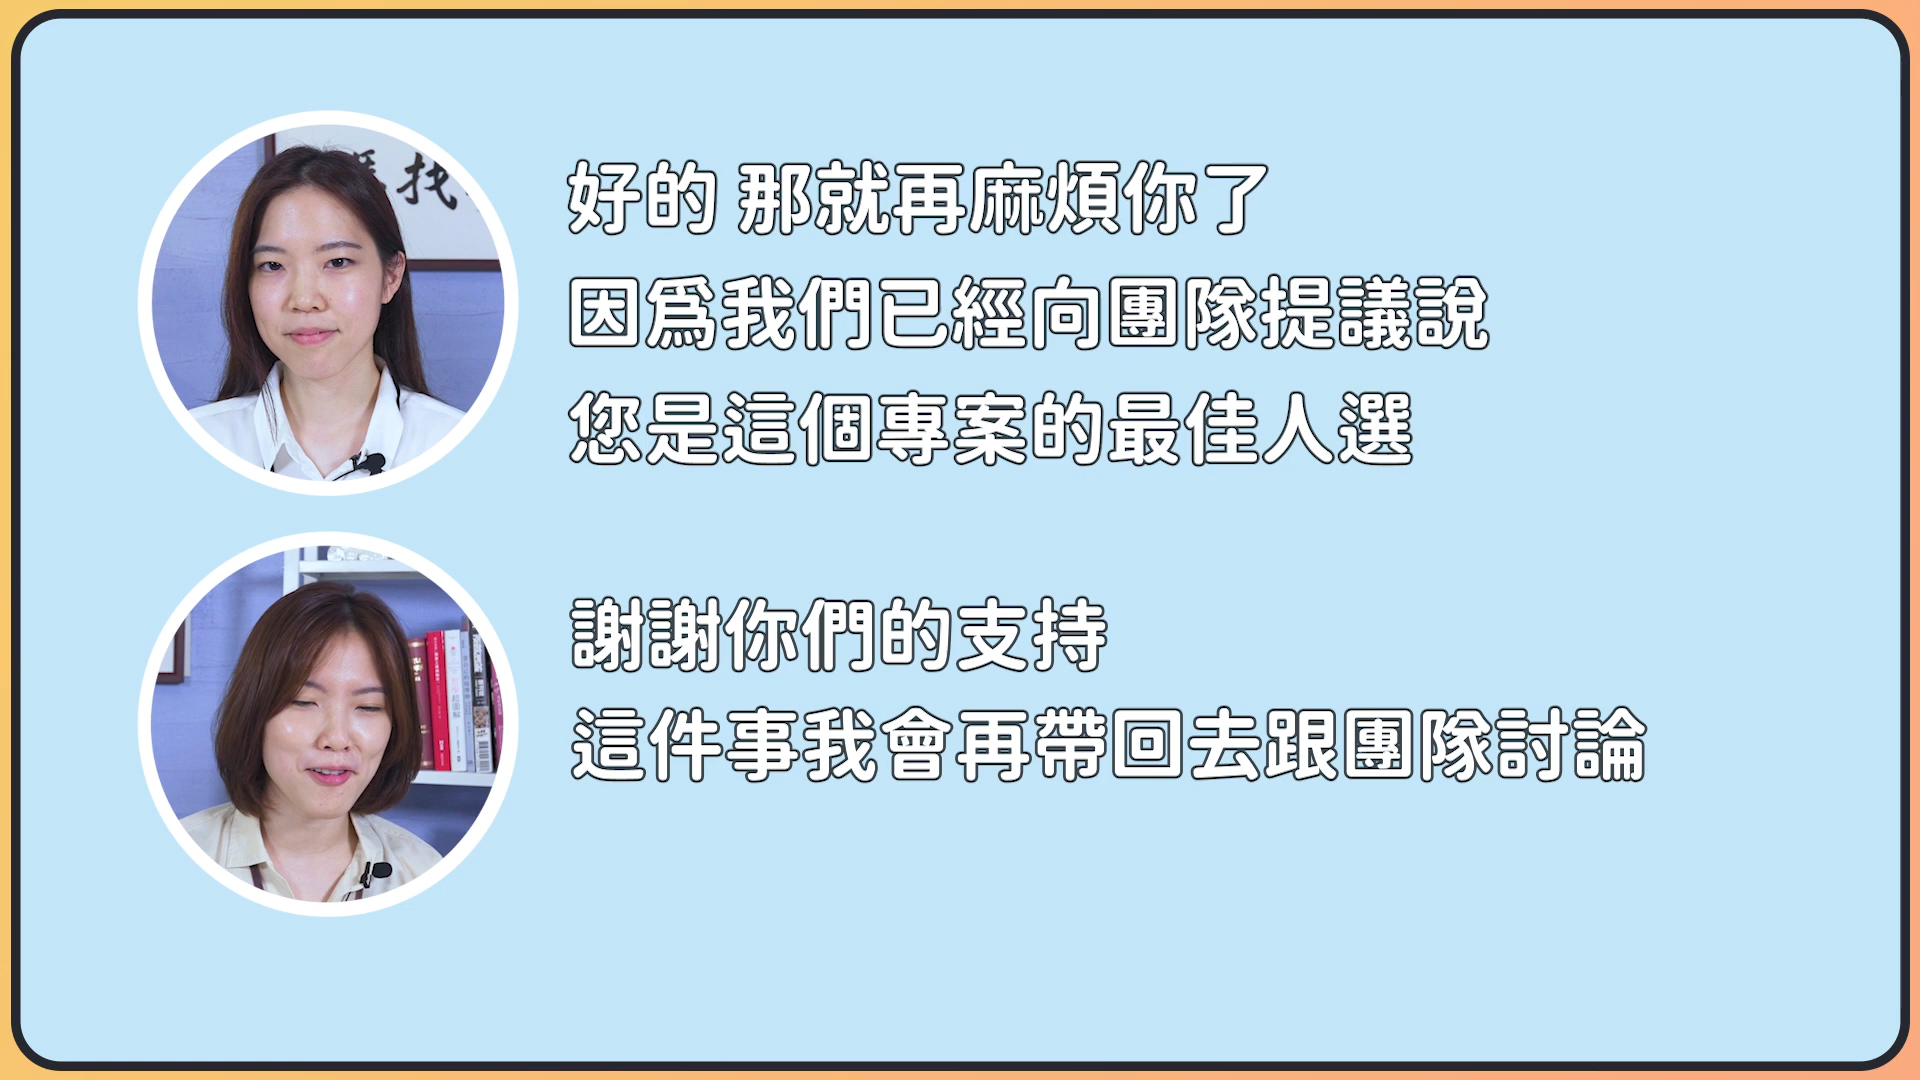 好的 那就再麻煩你了
因爲我們已經向團隊提議說
您是這個專案的最佳人選
謝謝你們的支持
這件事我會再帶回去跟團隊討論
找